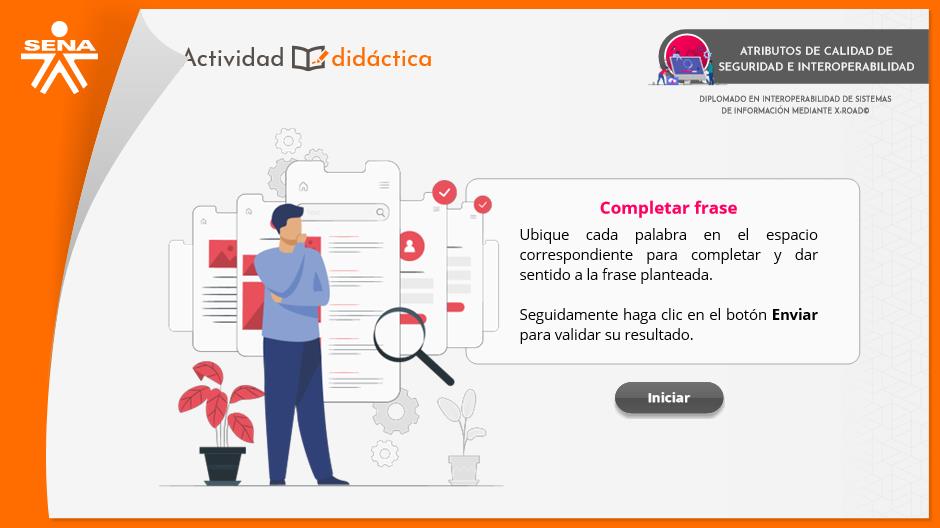 SENA
Actividad didáctica
ATRIBUTOS DE CALIDAD DE
SEGURIDAD E INTEROPERABILIDAD
DIPLOMADO EN INTEROPERABILIDAD DE SISTEMAS
DE INFORMACIÓN MEDIANTE X-ROAD©
Completar frase
Ubique cada palabra en el espacio
correspondiente para completar y dar
sentido a la frase planteada.
Seguidamente haga clic en el botón Enviar
para validar su resultado.
Iniciar